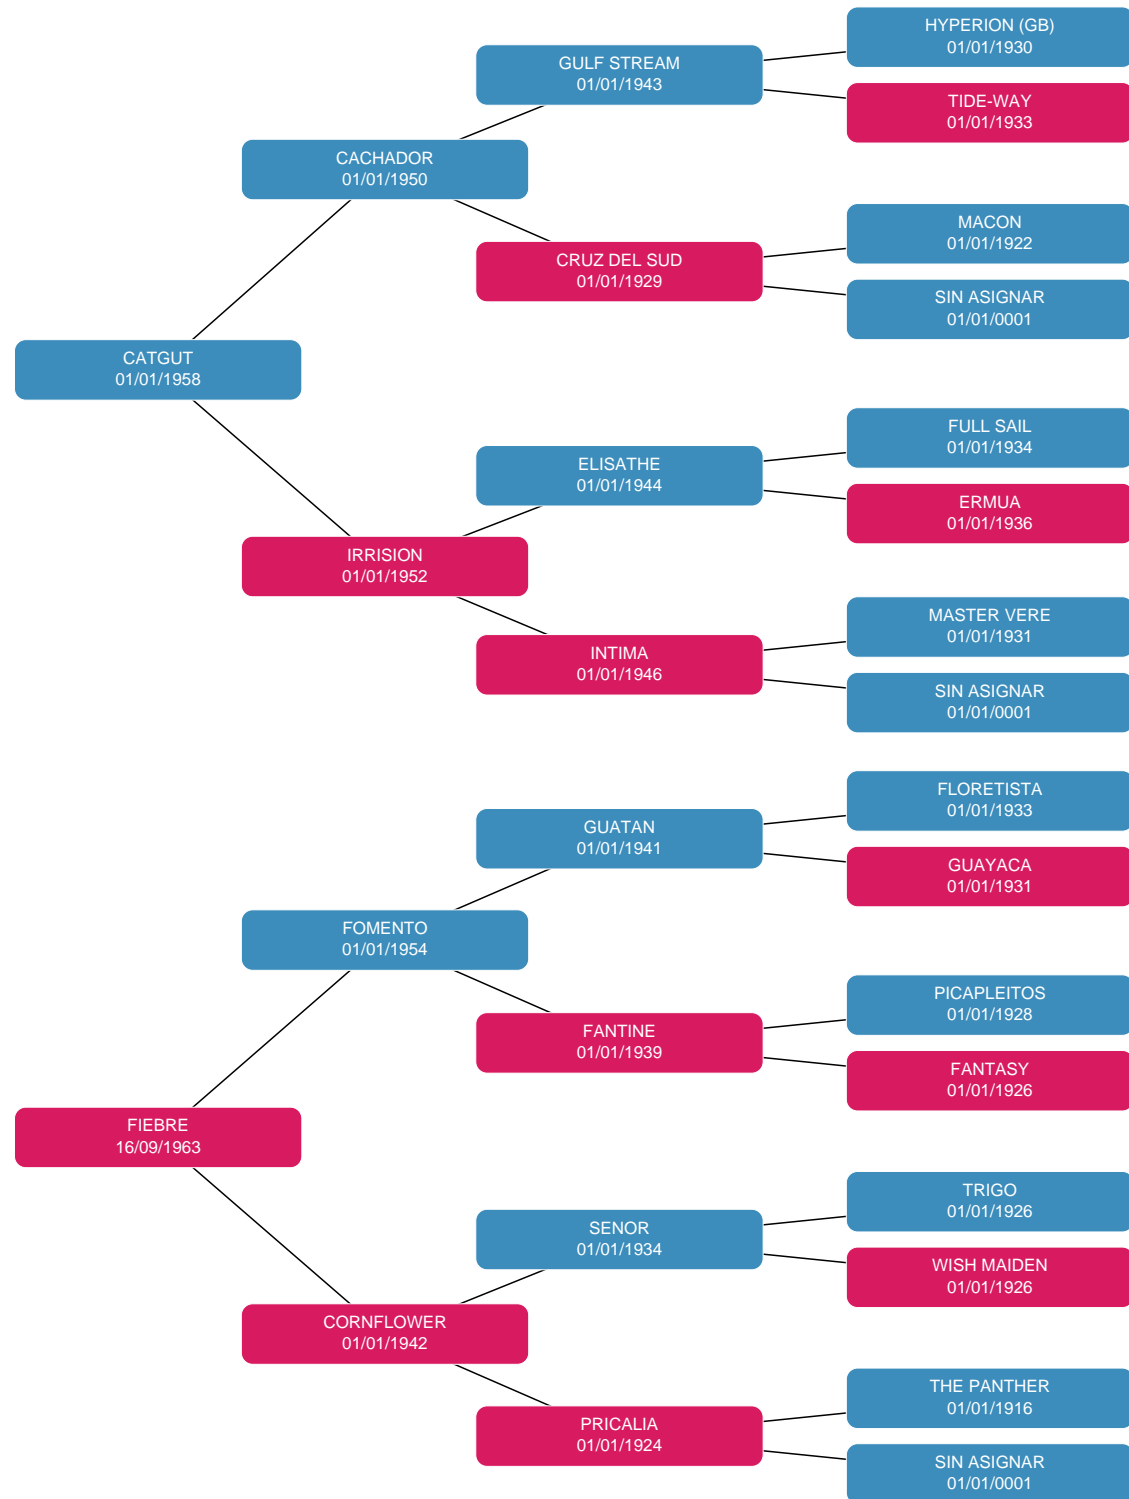 HYPERION (GB)
01/01/1930
GULF STREAM
01/01/1943
TIDE-WAY
01/01/1933
CACHADOR
01/01/1950
MACON
01/01/1922
CRUZ DEL SUD
01/01/1929
SIN ASIGNAR
01/01/0001
CATGUT
01/01/1958
FULL SAIL
01/01/1934
ELISATHE
01/01/1944
ERMUA
01/01/1936
IRRISION
01/01/1952
MASTER VERE
01/01/1931
INTIMA
01/01/1946
SIN ASIGNAR
01/01/0001
FLORETISTA
01/01/1933
GUATAN
01/01/1941
GUAYACA
01/01/1931
FOMENTO
01/01/1954
PICAPLEITOS
01/01/1928
FANTINE
01/01/1939
FANTASY
01/01/1926
FIEBRE
16/09/1963
TRIGO
01/01/1926
SENOR
01/01/1934
WISH MAIDEN
01/01/1926
CORNFLOWER
01/01/1942
THE PANTHER
01/01/1916
PRICALIA
01/01/1924
SIN ASIGNAR
01/01/0001